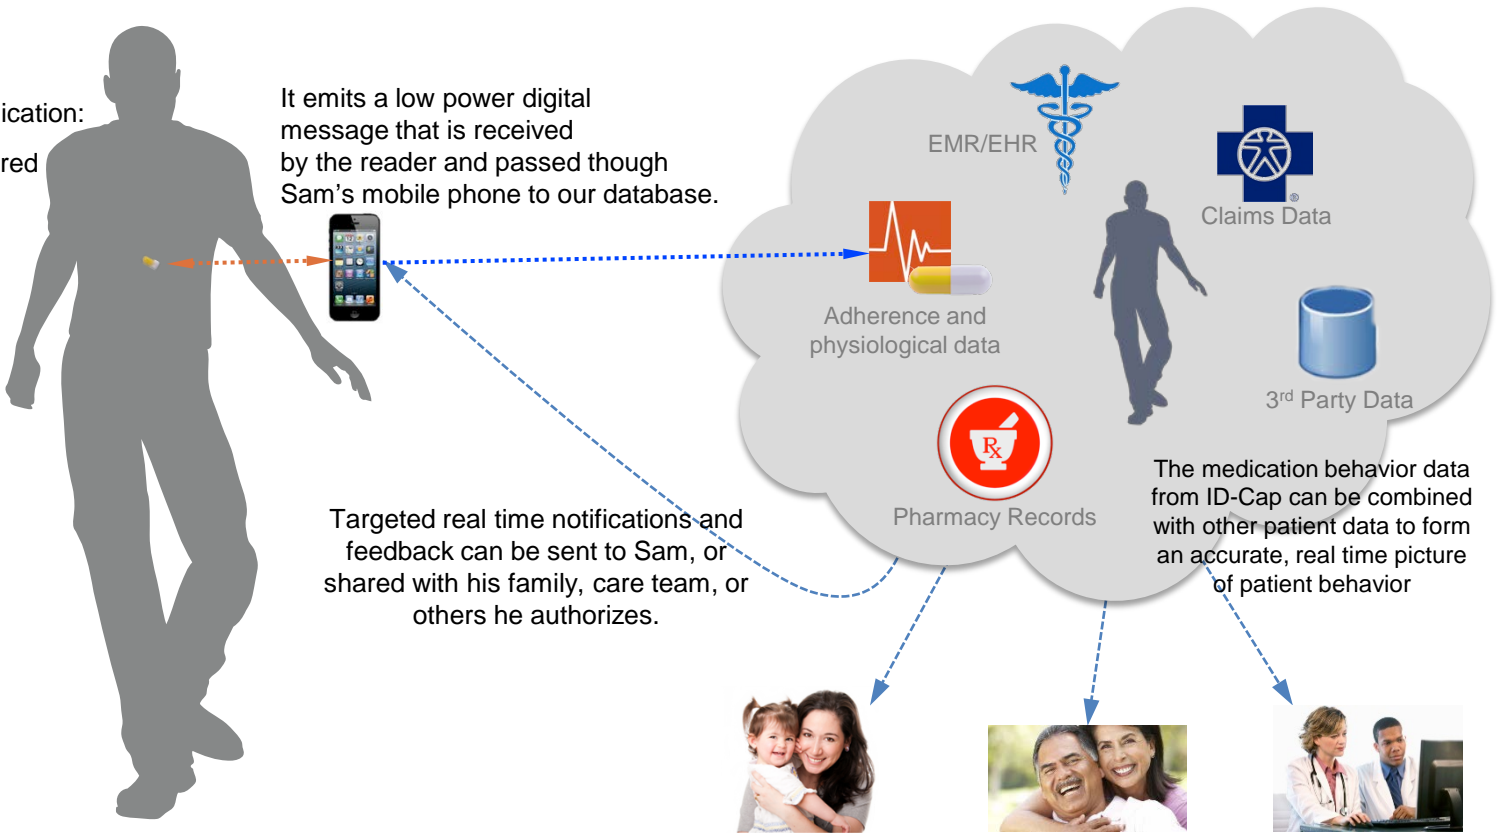 ication:
red
It emits a low power digital
message that is received
by the reader and passed though
Sam's mobile phone to our database.
EMR/EHR
Claims Data
®
Adherence and
physiological data
3rd Party Data
Rx
Pharmacy Records
The medication behavior data
from ID-Cap can be combined
with other patient data to form
an accurate, real time picture
of patient behavior
Targeted real time notifications and
feedback can be sent to Sam, or
shared with his family, care team, or
others he authorizes.